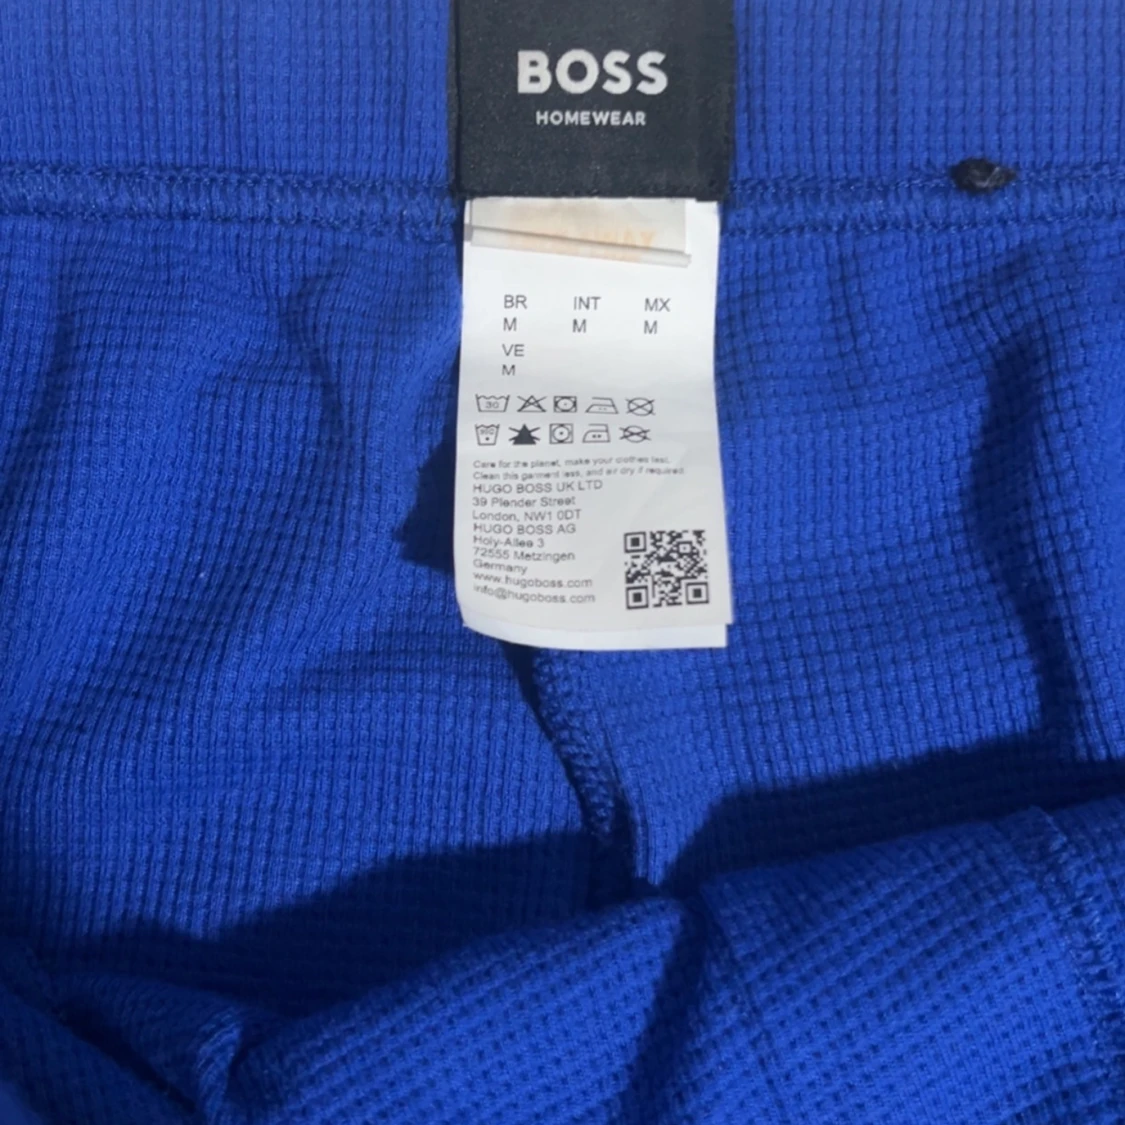 BOSS
HOMEWEAR
BR INT MX
M M M
VE
M
30
Care for the planet, make your clothes last.
Clean this garment less, and air dry if required.
HUGO BOSS UK LTD
39 Plender Street
London, NW1 0DT
HUGO BOSS AG
Holy-Allee 3
72555 Metzingen
Germany
www.hugoboss.com
info@hugoboss.com